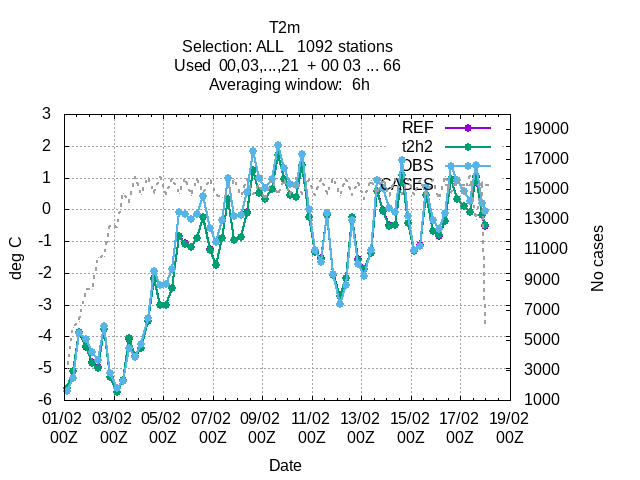 T2m
Selection: ALL 1092 stations
Used 00,03,...,21 + 00 03 ... 66
Averaging window: 6h
REF
t2h2
OBS
CASES
3
2
1
0
-1
-2
-3
-4
-5
-6
deg C
19000
17000
15000
13000
11000
9000
7000
5000
3000
1000
No cases
01/02 03/02 05/02 07/02 09/02 11/02 13/02 15/02 17/02 19/02
00Z 00Z 00Z 00Z 00Z 00Z 00Z 00Z 00Z 00Z
Date